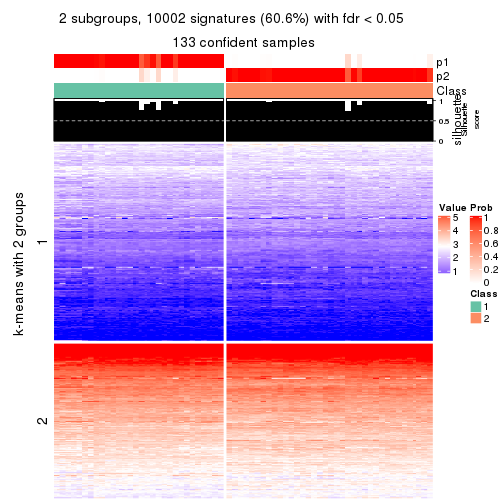 2 subgroups, 10002 signatures (60.6%) with fdr < 0.05
133 confident samples
p1
p2
Class
silhouette
Silhouette
score
1
0.5
0
k-means with 2 groups
1
2
Value
5
4
3
2
1
Prob
1
0.8
0.6
0.4
0.2
0
Class
1
2